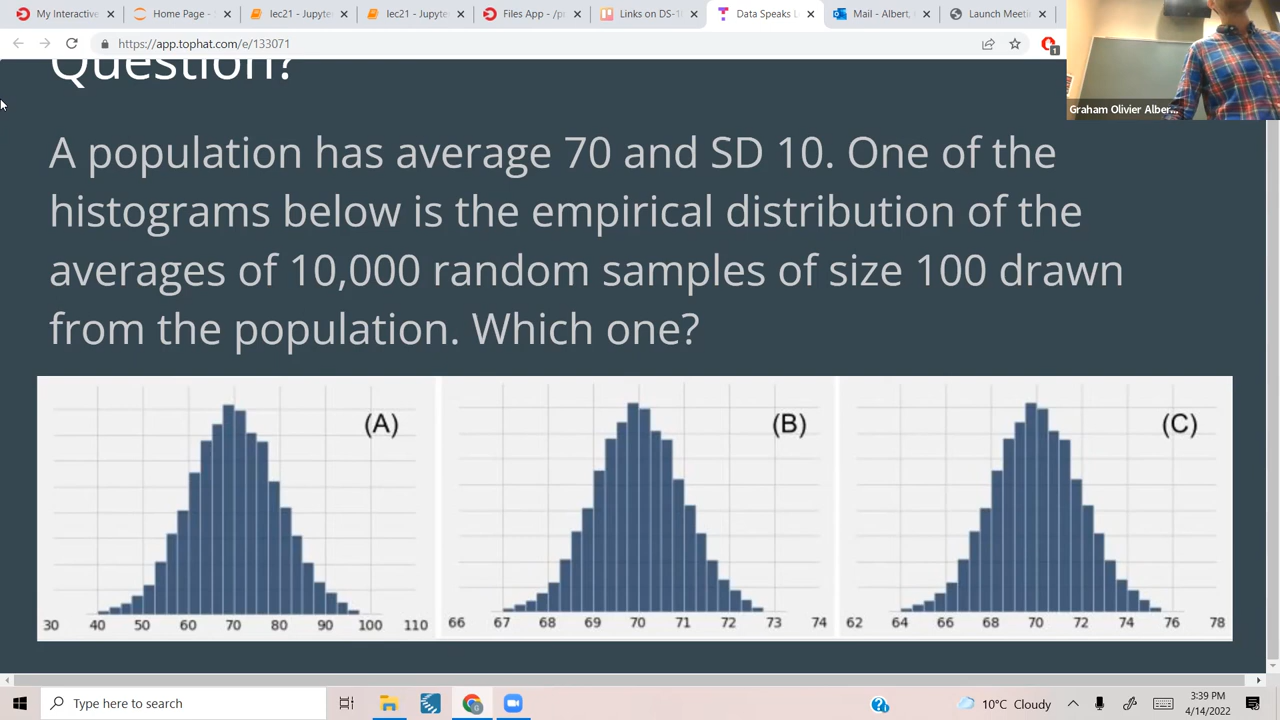 My Interactive
Home Page -
lec21 - Jupyte
lec21 - Jupyte
Files App - /pr
Links on DS-1
Data Speaks L
Mail - Albert,
Launch Meeti
https://app.tophat.com/e/133071
1
Graham Olivier Alber...
Question?
A population has average 70 and SD 10. One of the
histograms below is the empirical distribution of the
averages of 10,000 random samples of size 100 drawn
from the population. Which one?
(A)
30 40 50 60 70 80 90 100 110
(B)
66 67 68 69 70 71 72 73 74
(C)
62 64 66 68 70 72 74 76 78
Type here to search
10°C Cloudy
3:39 PM
4/14/2022